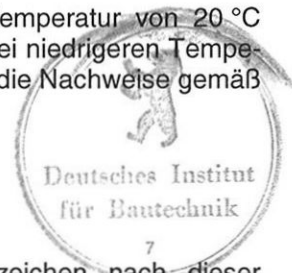 emperatur von 20 °C
ei niedrigeren Tempe-
die Nachweise gemäß
Deutsches Institut
für Bautechnik
7
zeichen nach dieser